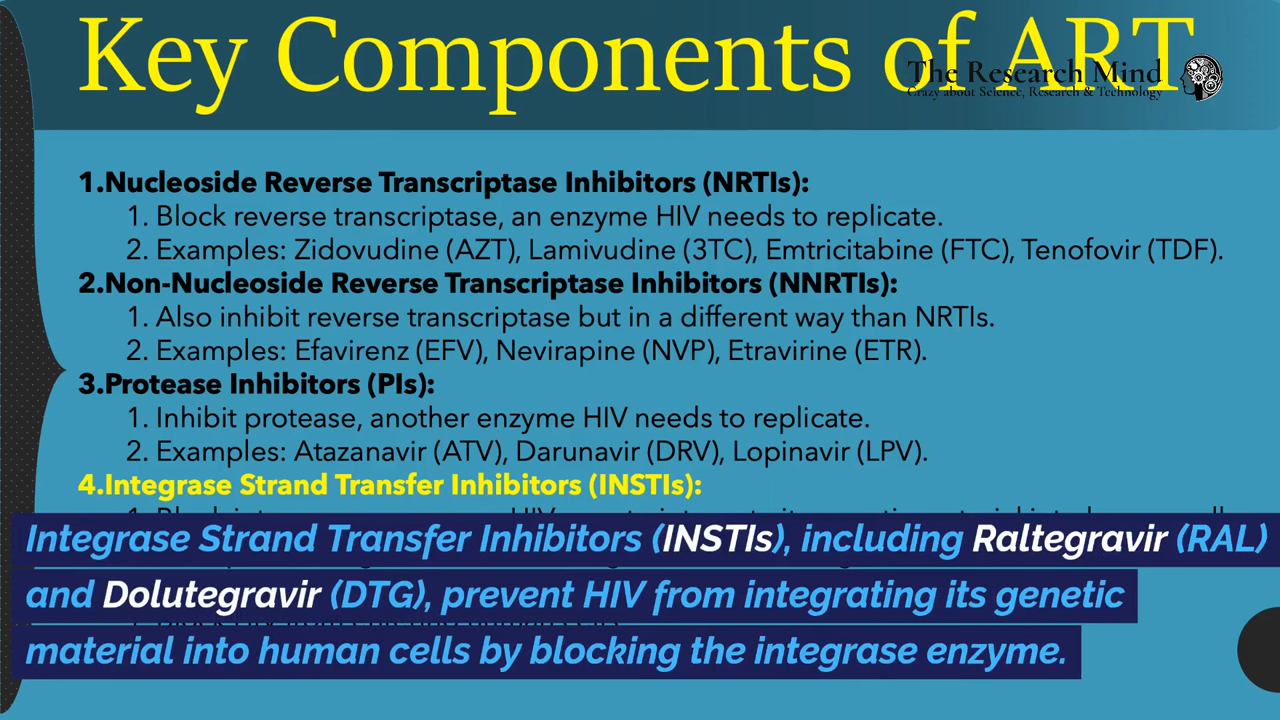 Key Components of ART
The Research Mind
Crazy about Science, Research & Technology
1.Nucleoside Reverse Transcriptase Inhibitors (NRTIs):
1. Block reverse transcriptase, an enzyme HIV needs to replicate.
2. Examples: Zidovudine (AZT), Lamivudine (3TC), Emtricitabine (FTC), Tenofovir (TDF).
2.Non-Nucleoside Reverse Transcriptase Inhibitors (NNRTIs):
1. Also inhibit reverse transcriptase but in a different way than NRTIs.
2. Examples: Efavirenz (EFV), Nevirapine (NVP), Etravirine (ETR).
3.Protease Inhibitors (PIs):
1. Inhibit protease, another enzyme HIV needs to replicate.
2. Examples: Atazanavir (ATV), Darunavir (DRV), Lopinavir (LPV).
4.Integrase Strand Transfer Inhibitors (INSTIs):
Integrase Strand Transfer Inhibitors (INSTIs), including Raltegravir (RAL)
and Dolutegravir (DTG), prevent HIV from integrating its genetic
material into human cells by blocking the integrase enzyme.